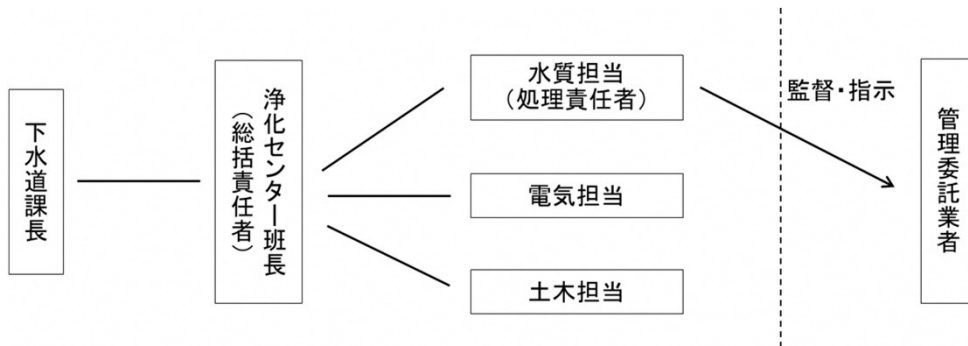 下水道課長
浄化センター班長
（総括責任者）
水質担当
（処理責任者）
電気担当
土木担当
監督・指示
管理委託業者